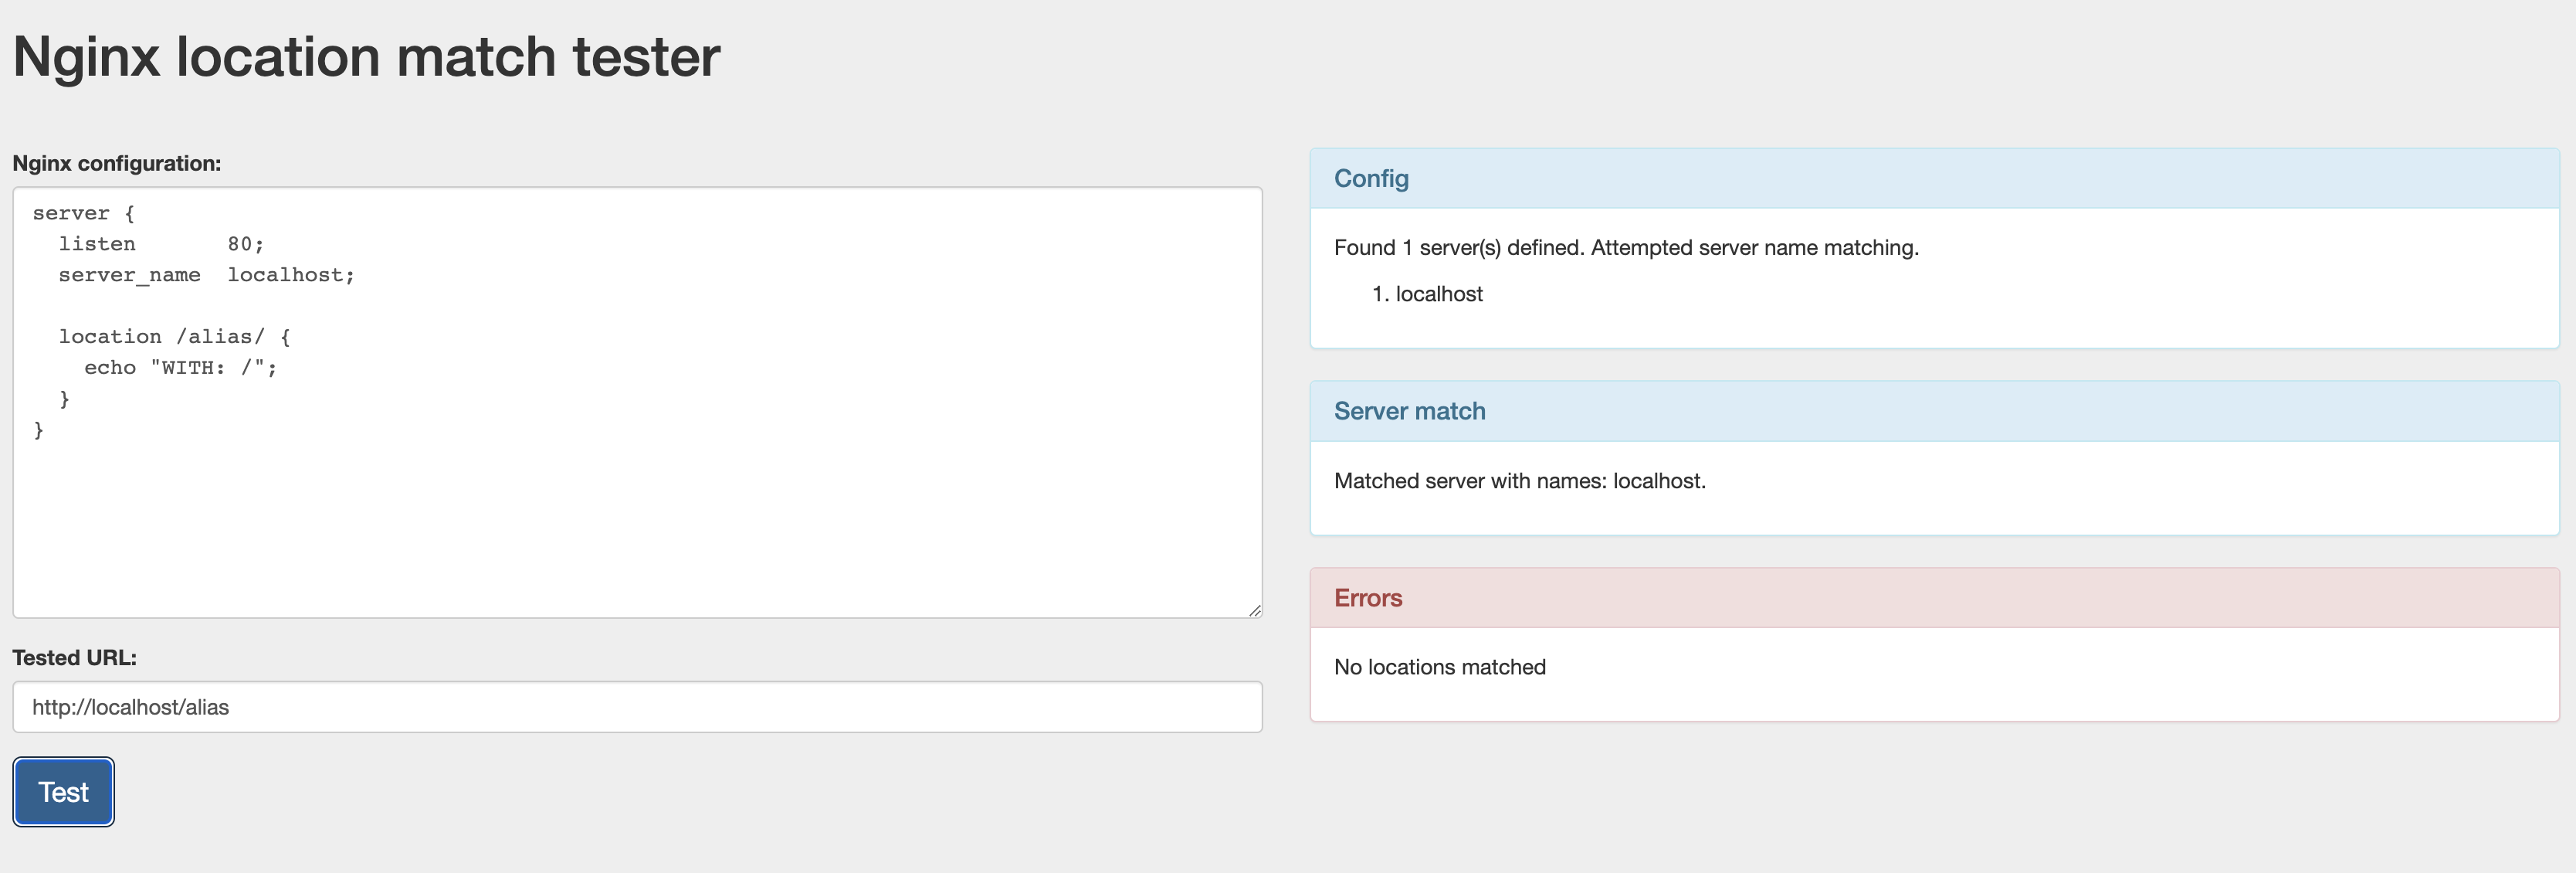 Nginx location match tester
Nginx configuration:
server {
  listen       80;
  server_name  localhost;

  location /alias/ {
    echo "WITH: /";
  }
}
Tested URL:
http://localhost/alias
Test
Config
Found 1 server(s) defined. Attempted server name matching.
1. localhost
Server match
Matched server with names: localhost.
Errors
No locations matched